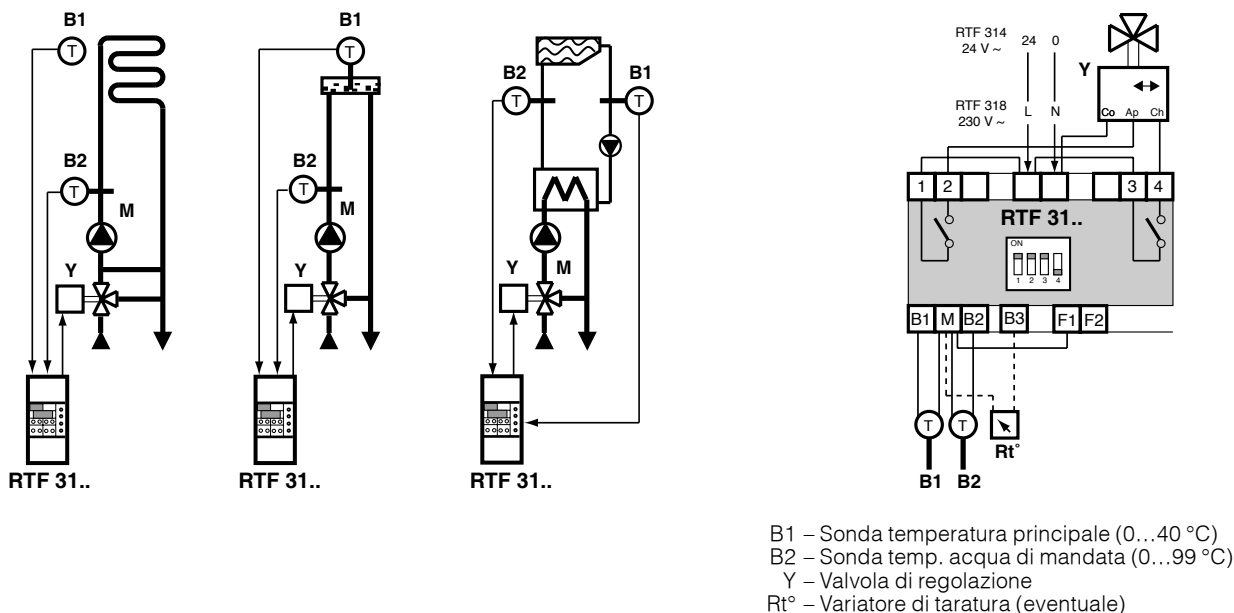 B1
T
B2
T
M
Y
RTF 31..
B1
T
B2
T
M
Y
RTF 31..
B2
B1
T
T
Y
M
RTF 31..
RTF 314
24 V ~
24 0
Y
RTF 318
230 V ~
L N
Co Ap Ch
1 2 3 4
RTF 31..
ON
1 2 3 4
B1 M B2 B3 F1 F2
T T
Rt°
B1 B2
B1 – Sonda temperatura principale (0…40 °C)
B2 – Sonda temp. acqua di mandata (0…99 °C)
Y – Valvola di regolazione
Rt° – Variatore di taratura (eventuale)